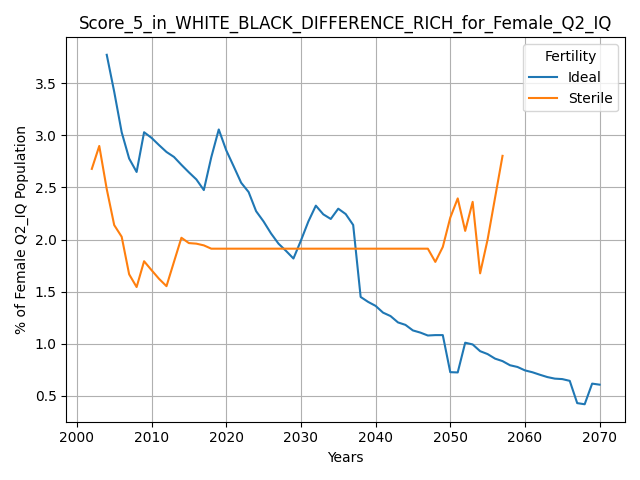 Score_5_in_WHITE_BLACK_DIFFERENCE_RICH_for_Female_Q2_IQ
Fertility
Ideal
Sterile
% of Female Q2_IQ Population
3.5
3.0
2.5
2.0
1.5
1.0
0.5
2000 2010 2020 2030 2040 2050 2060 2070
Years